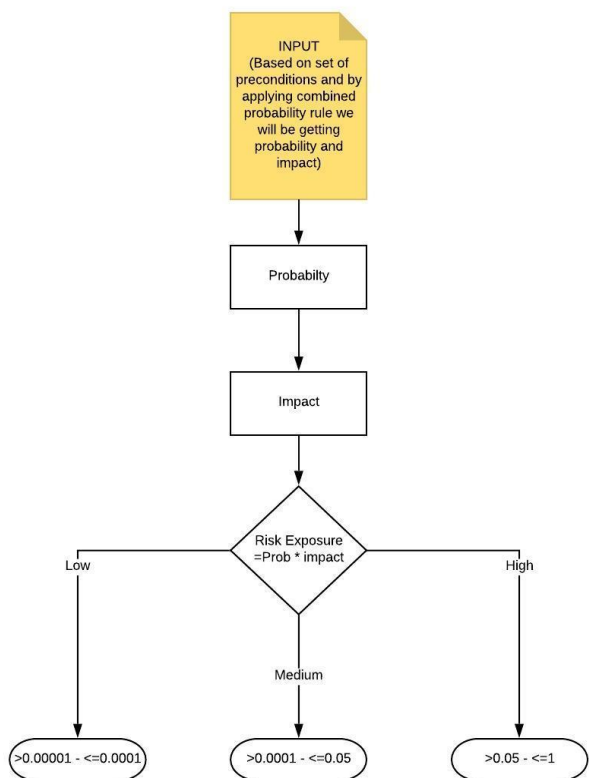 INPUT
(Based on set of
preconditions and by
applying combined
probability rule we
will be getting
probability and
impact)
Probabilty
Impact
Risk Exposure
=Prob * impact
Low
High
Medium
>0.00001 - <=0.0001
>0.0001 - <=0.05
>0.05 - <=1